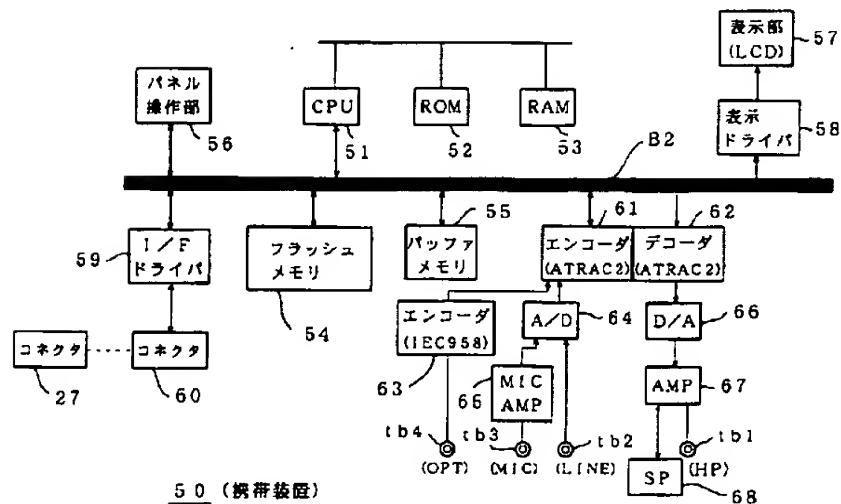 表示部
(LCD)
57
パネル
操作部
56
CPU
51
ROM
52
RAM
53
表示
ドライバ
58
B2
I/F
ドライバ
59
フラッシュ
メモリ
54
バッファ
メモリ
55
61
エンコーダ
(ATRAC2)
62
デコーダ
(ATRAC2)
コネクタ
27
コネクタ
60
エンコーダ
(IEC958)
63
A/D
64
D/A
66
MIC
AMP
65
AMP
67
tb4
(OPT)
tb3
(MIC)
tb2
(LINE)
tb1
(HP)
SP
68
50 (携帯装置)